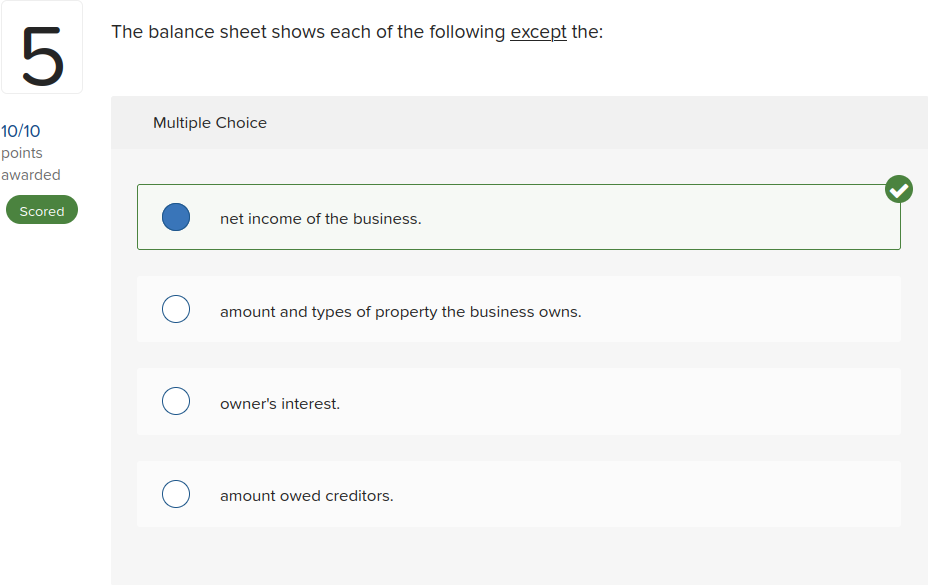 5
The balance sheet shows each of the following except the:
10/10
points
awarded
Scored
Multiple Choice
net income of the business.
amount and types of property the business owns.
owner's interest.
amount owed creditors.